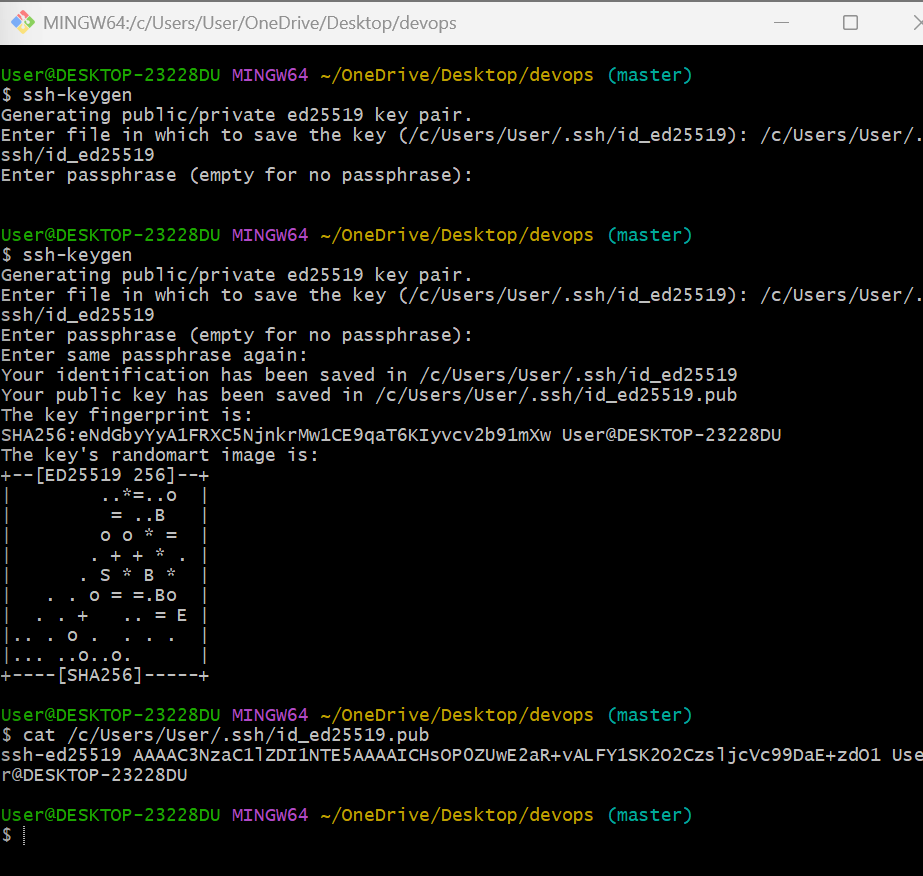 MINGW64:/c/Users/User/OneDrive/Desktop/devops
User@DESKTOP-23228DU MINGW64 ~/OneDrive/Desktop/devops (master)
$ ssh-keygen
Generating public/private ed25519 key pair.
Enter file in which to save the key (/c/Users/User/.ssh/id_ed25519): /c/Users/User/.
ssh/id_ed25519
Enter passphrase (empty for no passphrase):
User@DESKTOP-23228DU MINGW64 ~/OneDrive/Desktop/devops (master)
$ ssh-keygen
Generating public/private ed25519 key pair.
Enter file in which to save the key (/c/Users/User/.ssh/id_ed25519): /c/Users/User/.
ssh/id_ed25519
Enter passphrase (empty for no passphrase):
Enter same passphrase again:
Your identification has been saved in /c/Users/User/.ssh/id_ed25519
Your public key has been saved in /c/Users/User/.ssh/id_ed25519.pub
The key fingerprint is:
SHA256:eNdGbyYyA1FRXC5NjnkrMw1CE9qaT6KIyvcv2b91mXw User@DESKTOP-23228DU
The key's randomart image is:
+--[ED25519 256]--+
|        ..*=..o  |
|         = ..B   |
|        o o * =  |
|       . + + * . |
|      . S * B *  |
|   . . o = =.Bo  |
|  . . +   .. = E |
|.. . o .  . . .  |
|... ..o..o.      |
+----[SHA256]-----+
User@DESKTOP-23228DU MINGW64 ~/OneDrive/Desktop/devops (master)
$ cat /c/Users/User/.ssh/id_ed25519.pub
ssh-ed25519 AAAAC3NzaC1lZDI1NTE5AAAAICHsOP0ZUwE2aR+vALFY1SK2O2CzsljcVc99DaE+zdO1 Use
r@DESKTOP-23228DU
User@DESKTOP-23228DU MINGW64 ~/OneDrive/Desktop/devops (master)
$